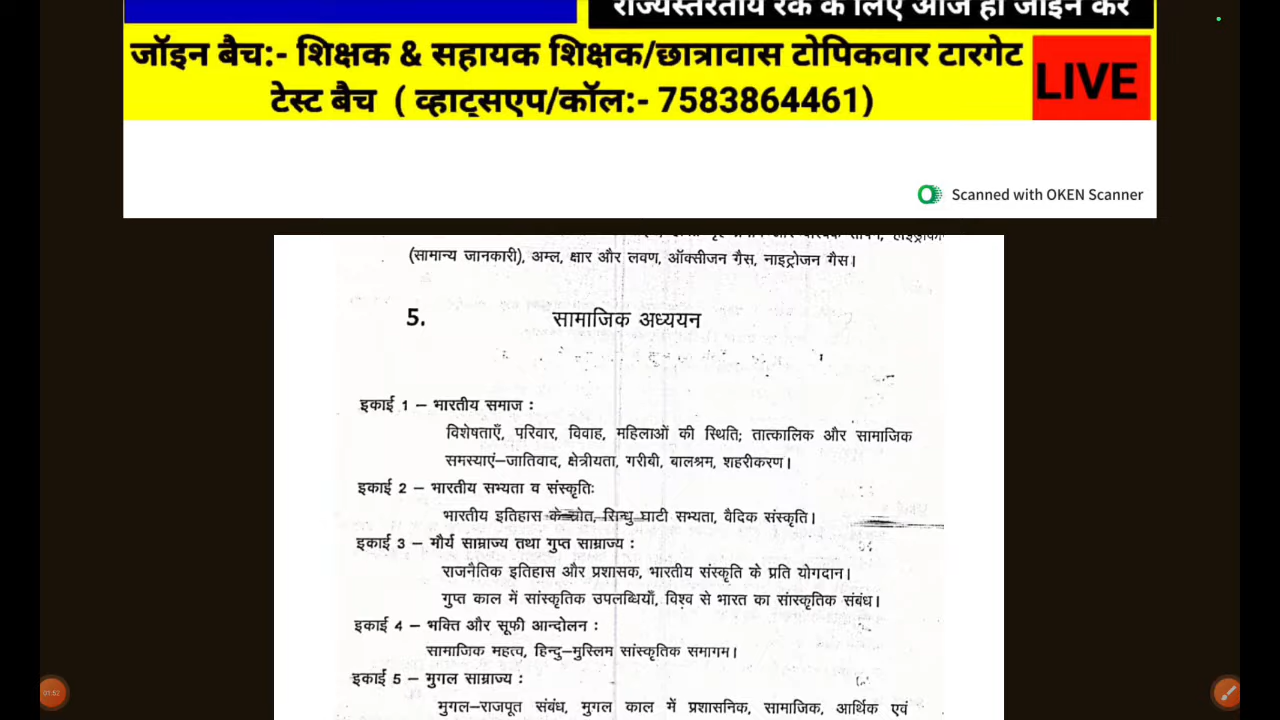 राज्यस्तरीय रैंक के लिए आज ही जॉइन करें
जॉइन बैच:- शिक्षक & सहायक शिक्षक/छात्रावास टोपिकवार टारगेट
टेस्ट बैच ( व्हाट्सएप/कॉल:- 7583864461)
LIVE
Scanned with OKEN Scanner
(सामान्य जानकारी), अम्ल, क्षार और लवण, ऑक्सीजन गैस, नाइट्रोजन गैस।
5. सामाजिक अध्ययन
इकाई 1 – भारतीय समाज :
विशेषताएँ, परिवार, विवाह, महिलाओं की स्थिति; तात्कालिक और सामाजिक
समस्याएं–जातिवाद, क्षेत्रीयता, गरीबी, बालश्रम, शहरीकरण।
इकाई 2 – भारतीय सभ्यता व संस्कृतिः
भारतीय इतिहास के स्रोत, सिन्धु घाटी सभ्यता, वैदिक संस्कृति।
इकाई 3 – मौर्य साम्राज्य तथा गुप्त साम्राज्य :
राजनैतिक इतिहास और प्रशासक, भारतीय संस्कृति के प्रति योगदान।
गुप्त काल में सांस्कृतिक उपलब्धियाँ, विश्व से भारत का सांस्कृतिक संबंध।
इकाई 4 – भक्ति और सूफी आन्दोलन :
सामाजिक महत्व, हिन्दु–मुस्लिम सांस्कृतिक समागम।
इकाई 5 – मुगल साम्राज्य :
मुगल–राजपूत संबंध, मुगल काल में प्रशासनिक, सामाजिक, आर्थिक एवं
01:52